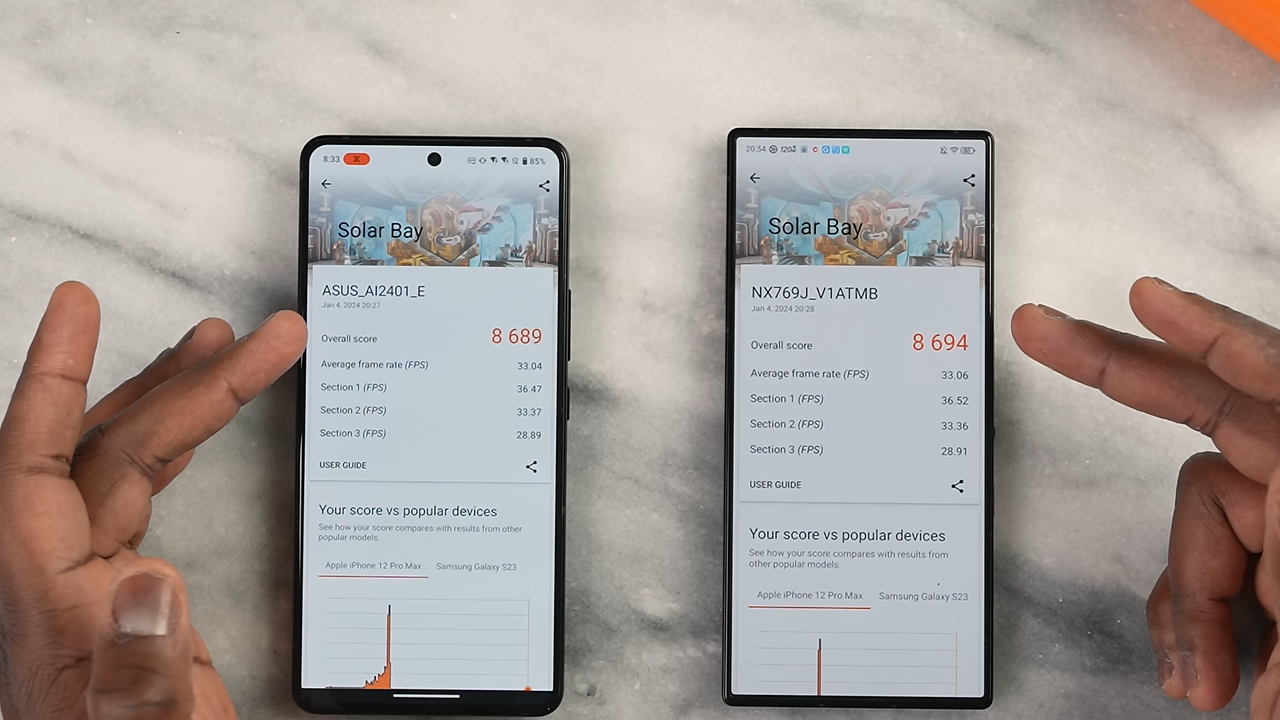 8:33
85%
Solar Bay
ASUS_AI2401_E
Jan 4, 2024 20:27
Overall score 8 689
Average frame rate (FPS) 33.04
Section 1 (FPS) 36.47
Section 2 (FPS) 33.37
Section 3 (FPS) 28.89
USER GUIDE
Your score vs popular devices
See how your score compares with results from other
popular models.
Apple iPhone 12 Pro Max Samsung Galaxy S23
20:34
Solar Bay
NX769J_V1ATMB
Jan 4, 2024 20:28
Overall score 8 694
Average frame rate (FPS) 33.06
Section 1 (FPS) 36.52
Section 2 (FPS) 33.36
Section 3 (FPS) 28.91
USER GUIDE
Your score vs popular devices
See how your score compares with results from
other popular models.
Apple iPhone 12 Pro Max Samsung Galaxy S23